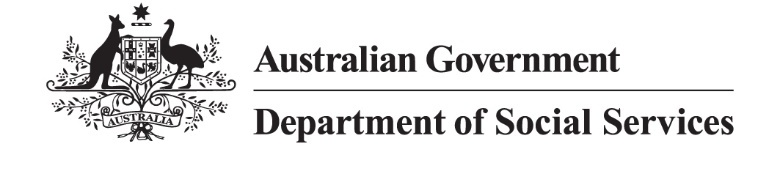 Australian Government
Department of Social Services
AUSTRALIA